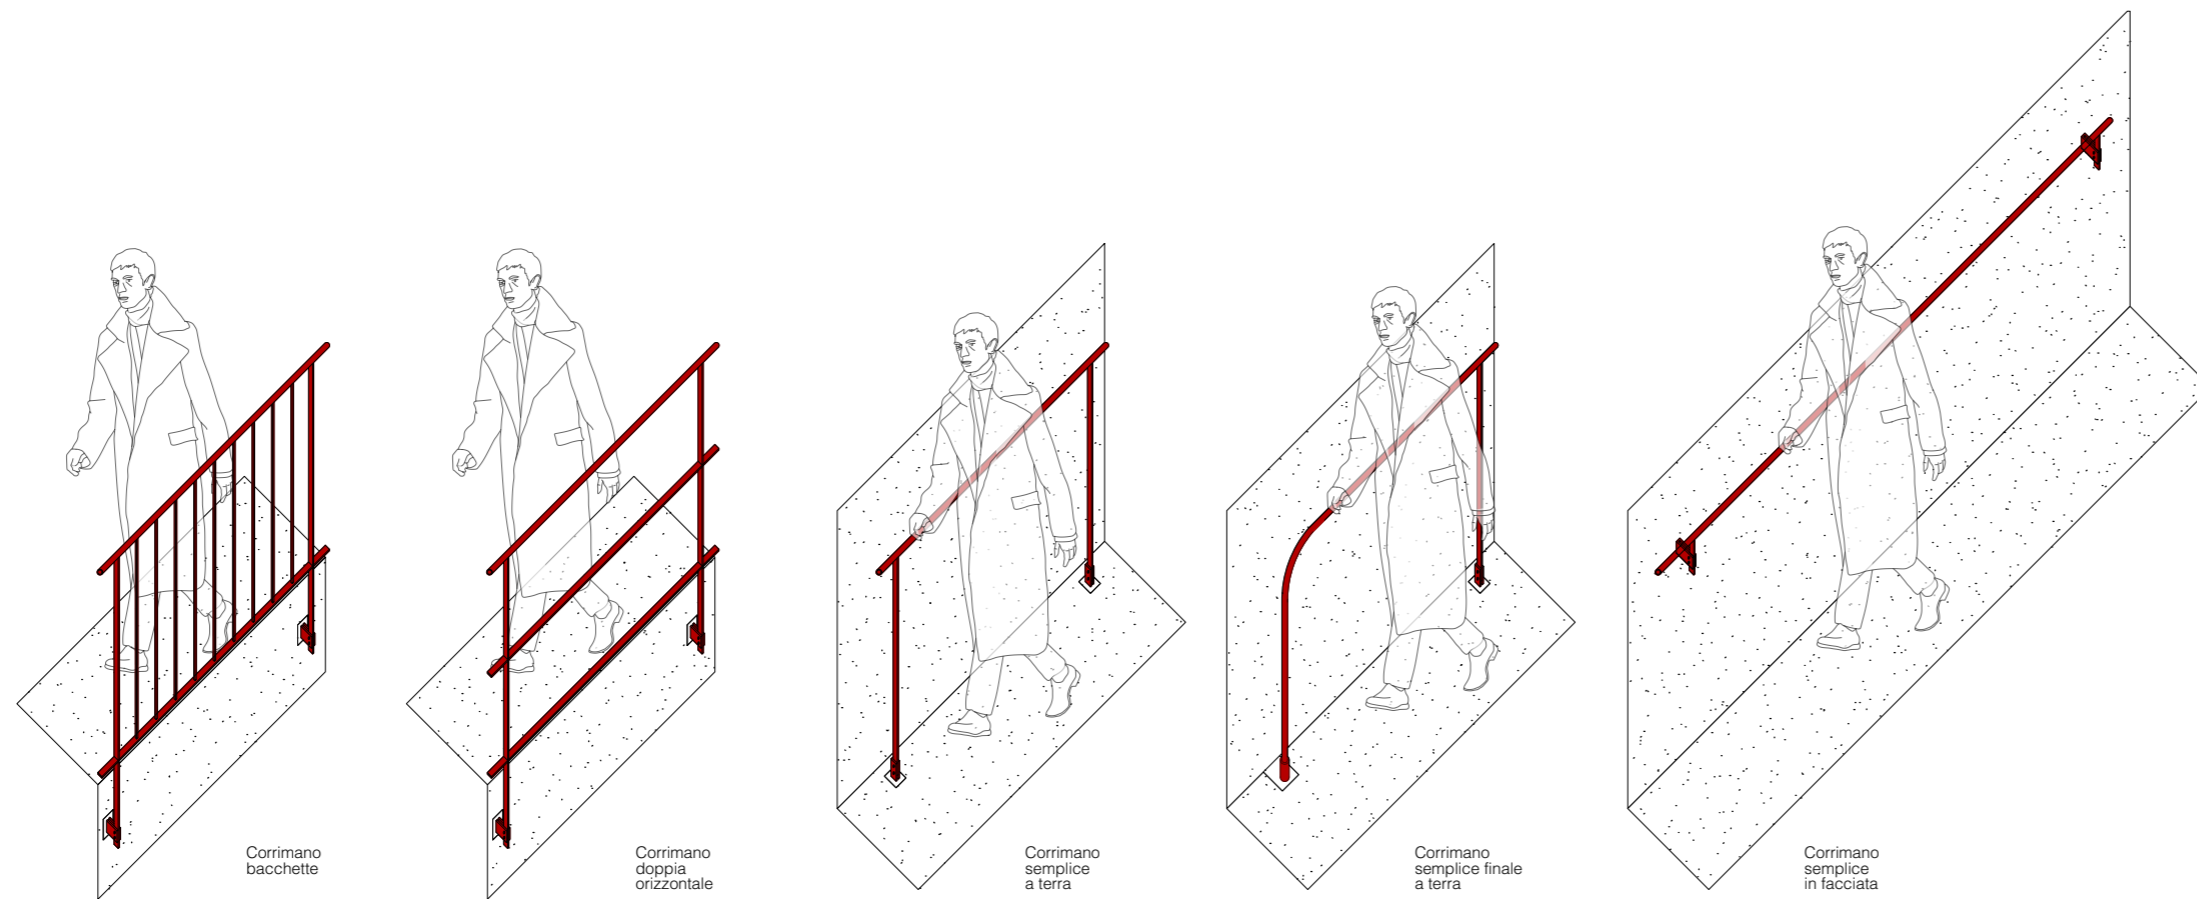 Corrimano
bacchette
Corrimano
doppia
orizzontale
Corrimano
semplice
a terra
Corrimano
semplice finale
a terra
Corrimano
semplice
in facciata